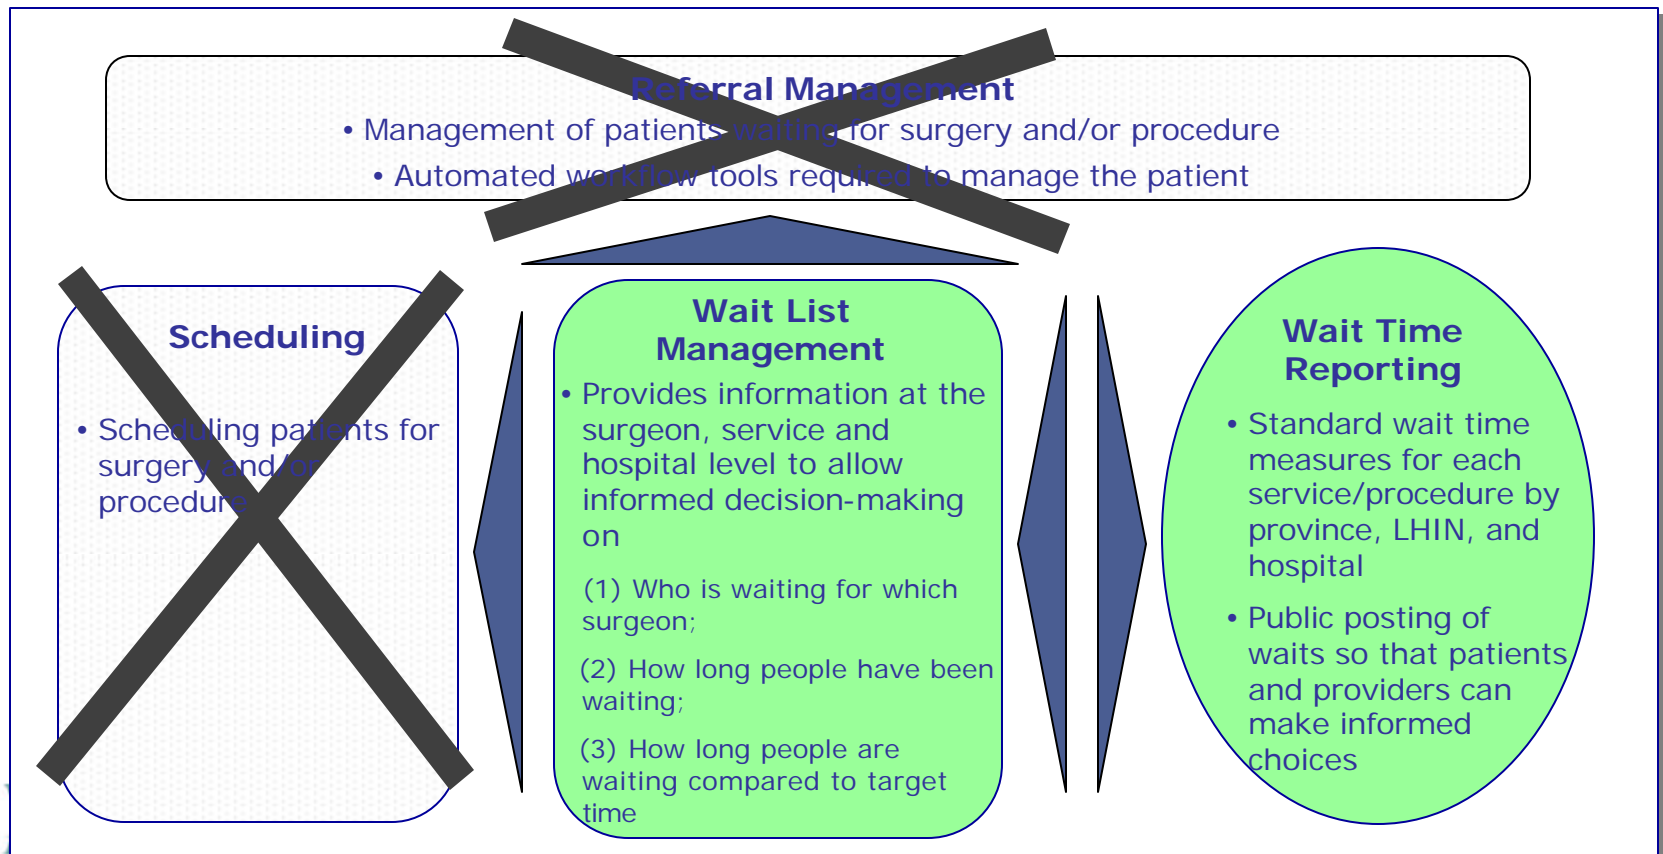 Referral Management
• Management of patients waiting for surgery and/or procedure
• Automated workflow tools required to manage the patient
Scheduling
• Scheduling patients for
surgery and/or
procedure
Wait List
Management
• Provides information at the
surgeon, service and
hospital level to allow
informed decision-making
on
(1) Who is waiting for which
surgeon;
(2) How long people have been
waiting;
(3) How long people are
waiting compared to target
time
Wait Time
Reporting
• Standard wait time
measures for each
service/procedure by
province, LHIN, and
hospital
• Public posting of
waits so that patients
and providers can
make informed
choices